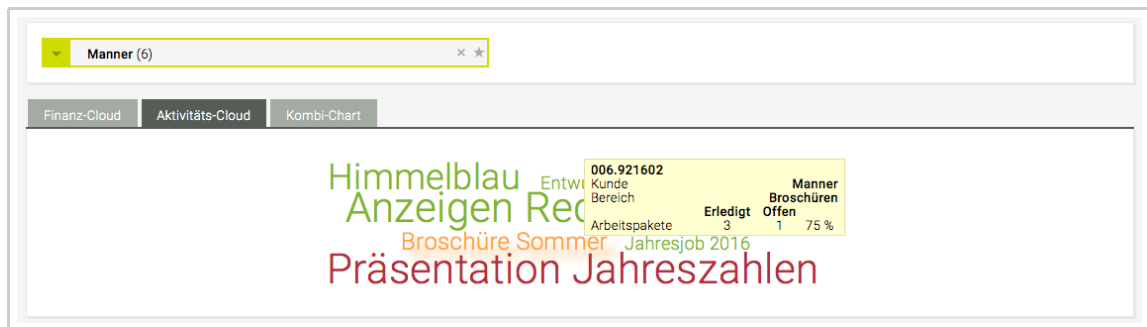 Manner (6) × ★
Finanz-Cloud Aktivitäts-Cloud Kombi-Chart
Himmelblau
006.921602
Kunde Manner
Bereich Broschüren
Erledigt Offen
Arbeitspakete 3 1 75 %
Anzeigen
Broschüre Sommer Jahresjob 2016
Präsentation Jahreszahlen